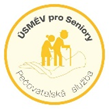 ÚSMĚV pro Seniory
Pečovatelská služba